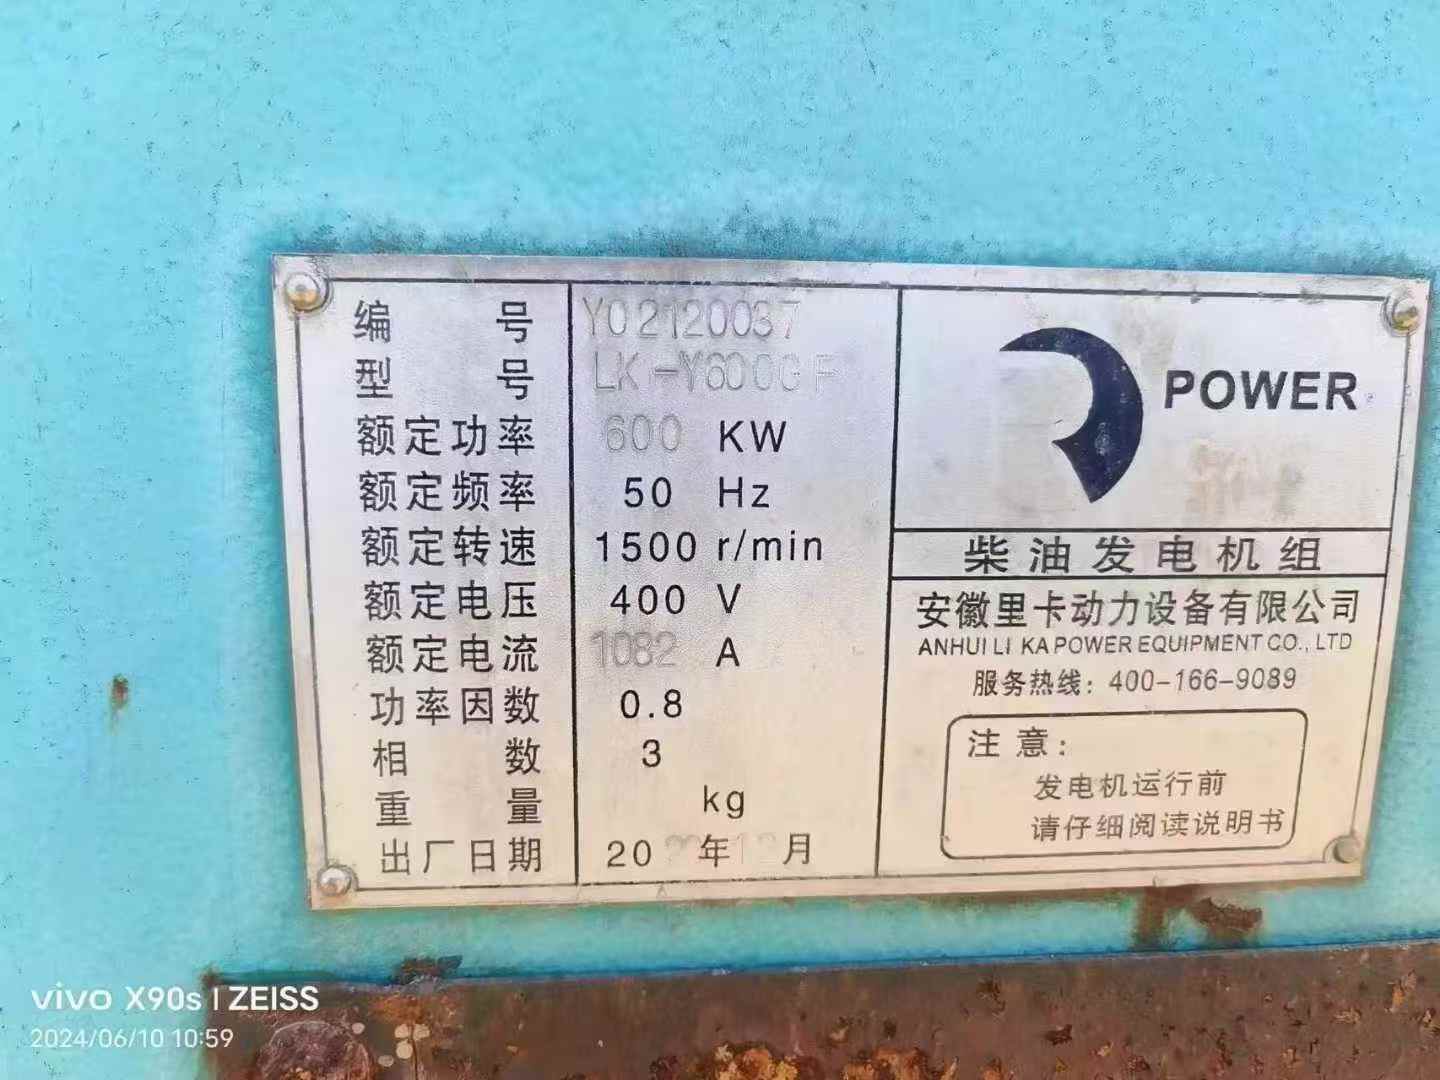 编号 Y02120037
型号 LK-Y600GF
额定功率 600 KW
额定频率 50 Hz
额定转速 1500 r/min
额定电压 400 V
额定电流 1082 A
功率因数 0.8
相数 3
重量 kg
出厂日期 20 年 月
POWER
柴油发电机组
安徽里卡动力设备有限公司
ANHUI LI KA POWER EQUIPMENT CO., LTD
服务热线：400-166-9089
注意：
发电机运行前
请仔细阅读说明书
vivo X90s | ZEISS
2024/06/10 10:59